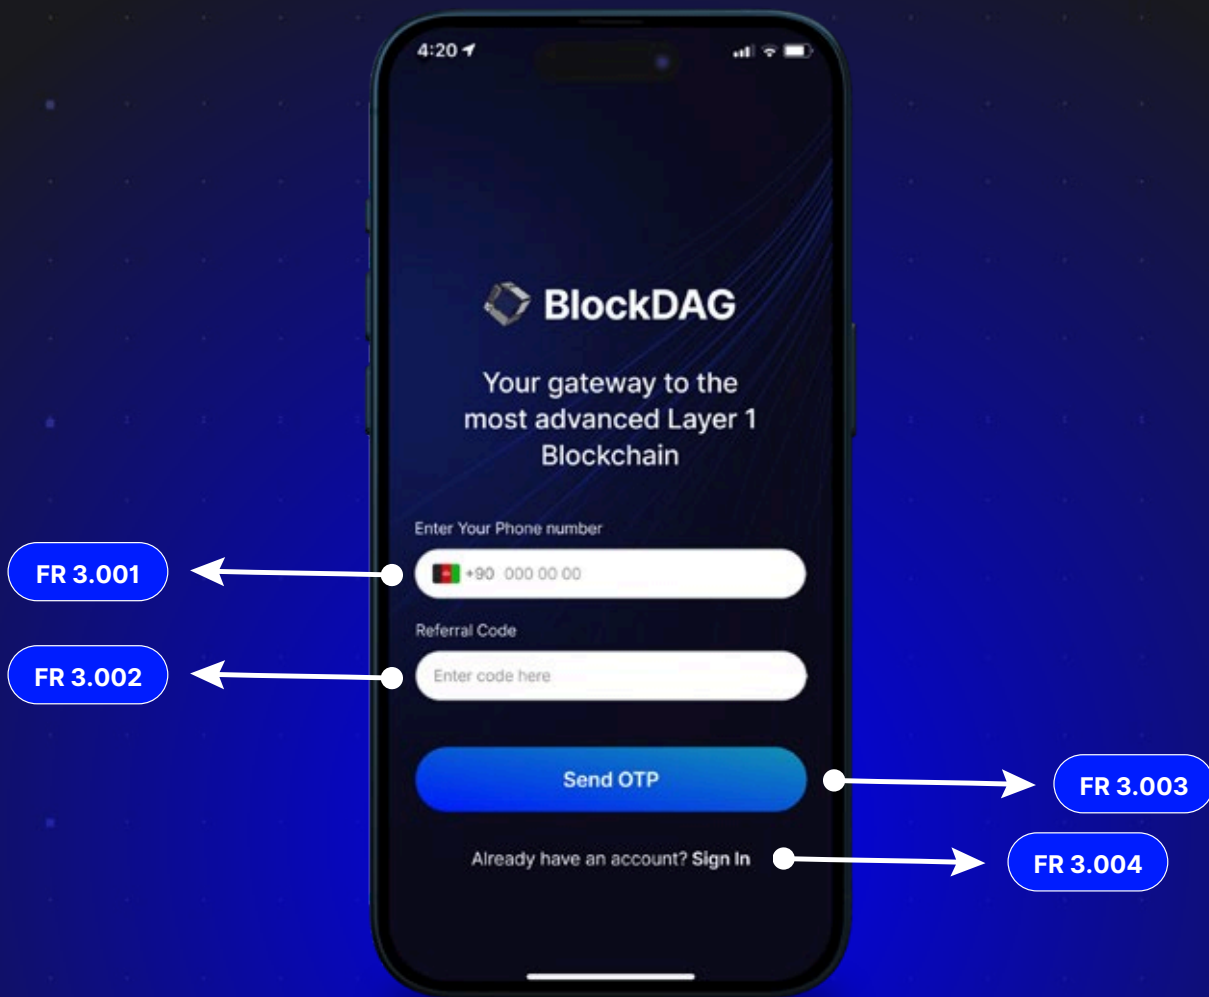 4:20
BlockDAG
Your gateway to the
most advanced Layer 1
Blockchain
Enter Your Phone number
FR 3.001
+90 000 00 00
Referral Code
FR 3.002
Enter code here
Send OTP
FR 3.003
Already have an account? Sign In
FR 3.004